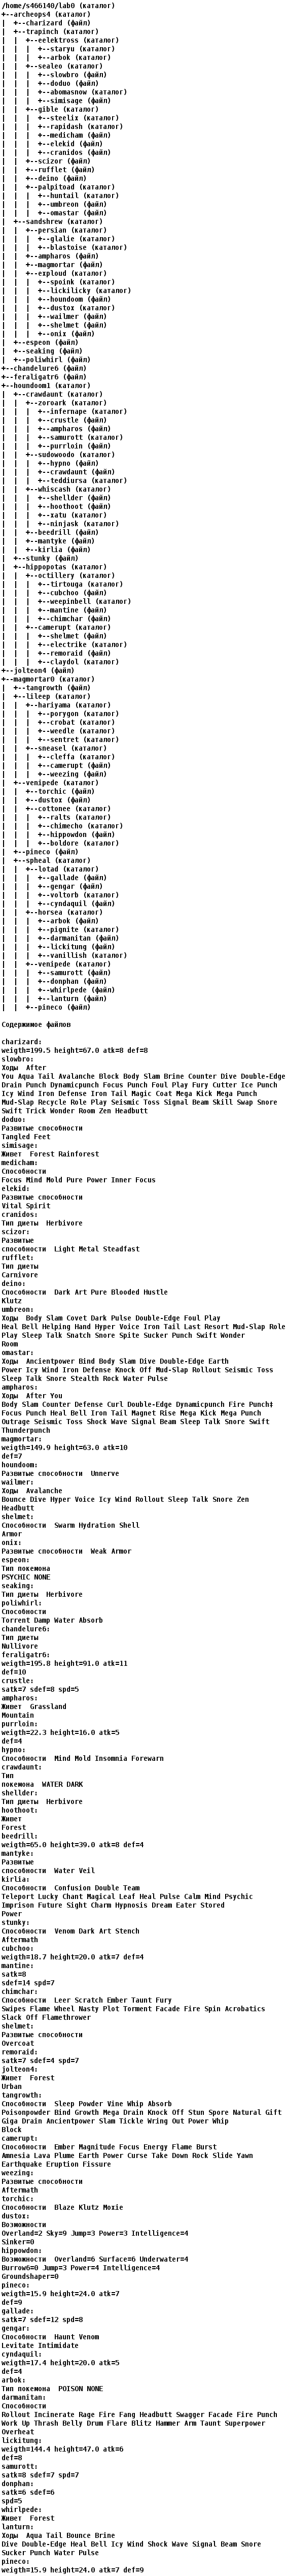 /home/s466140/lab0 (каталог)
+--archeops4 (каталог)
|  +--charizard (файл)
|  +--trapinch (каталог)
|  |  +--eelektross (каталог)
|  |  |  +--staryu (каталог)
|  |  |  +--arbok (каталог)
|  |  +--sealeo (каталог)
|  |  |  +--slowbro (файл)
|  |  |  +--doduo (файл)
|  |  |  +--abomasnow (каталог)
|  |  |  +--simisage (файл)
|  |  +--gible (каталог)
|  |  |  +--steelix (каталог)
|  |  |  +--rapidash (каталог)
|  |  |  +--medicham (файл)
|  |  |  +--elekid (файл)
|  |  |  +--cranidos (файл)
|  |  +--scizor (файл)
|  |  +--rufflet (файл)
|  |  +--deino (файл)
|  |  +--palpitoad (каталог)
|  |  |  +--huntail (каталог)
|  |  |  +--umbreon (файл)
|  |  |  +--omastar (файл)
|  +--sandshrew (каталог)
|  |  +--persian (каталог)
|  |  |  +--glalie (каталог)
|  |  |  +--blastoise (каталог)
|  |  +--ampharos (файл)
|  |  +--magmortar (файл)
|  |  +--exploud (каталог)
|  |  |  +--spoink (каталог)
|  |  |  +--lickilicky (каталог)
|  |  |  +--houndoom (файл)
|  |  |  +--dustox (каталог)
|  |  |  +--wailmer (файл)
|  |  |  +--shelmet (файл)
|  |  |  +--onix (файл)
|  +--espeon (файл)
|  +--seaking (файл)
|  +--poliwhirl (файл)
+--chandelure6 (файл)
+--feraligatr6 (файл)
+--houndoom1 (каталог)
|  +--crawdaunt (каталог)
|  |  +--zoroark (каталог)
|  |  |  +--infernape (каталог)
|  |  |  +--crustle (файл)
|  |  |  +--ampharos (файл)
|  |  |  +--samurott (каталог)
|  |  |  +--purrloin (файл)
|  |  +--sudowoodo (каталог)
|  |  |  +--hypno (файл)
|  |  |  +--crawdaunt (файл)
|  |  |  +--teddiursa (каталог)
|  |  +--whiscash (каталог)
|  |  |  +--shellder (файл)
|  |  |  +--hoothoot (файл)
|  |  |  +--xatu (каталог)
|  |  |  +--ninjask (каталог)
|  |  +--beedrill (файл)
|  |  +--mantyke (файл)
|  |  +--kirlia (файл)
|  +--stunky (файл)
|  +--hippopotas (каталог)
|  |  +--octillery (каталог)
|  |  |  +--tirtouga (каталог)
|  |  |  +--cubchoo (файл)
|  |  |  +--weepinbell (каталог)
|  |  |  +--mantine (файл)
|  |  |  +--chimchar (файл)
|  |  +--camerupt (каталог)
|  |  |  +--shelmet (файл)
|  |  |  +--electrike (каталог)
|  |  |  +--remoraid (файл)
|  |  |  +--claydol (каталог)
+--jolteon4 (файл)
+--magmortar0 (каталог)
|  +--tangrowth (файл)
|  +--lileep (каталог)
|  |  +--hariyama (каталог)
|  |  |  +--porygon (каталог)
|  |  |  +--crobat (каталог)
|  |  |  +--weedle (каталог)
|  |  |  +--sentret (каталог)
|  |  +--sneasel (каталог)
|  |  |  +--cleffa (каталог)
|  |  |  +--camerupt (файл)
|  |  |  +--weezing (файл)
|  +--venipede (каталог)
|  |  +--torchic (файл)
|  |  +--dustox (файл)
|  |  +--cottonee (каталог)
|  |  |  +--ralts (каталог)
|  |  |  +--chimecho (каталог)
|  |  |  +--hippowdon (файл)
|  |  |  +--boldore (каталог)
|  +--pineco (файл)
|  +--spheal (каталог)
|  |  +--lotad (каталог)
|  |  |  +--gallade (файл)
|  |  |  +--gengar (файл)
|  |  |  +--voltorb (каталог)
|  |  |  +--cyndaquil (файл)
|  |  +--horsea (каталог)
|  |  |  +--arbok (файл)
|  |  |  +--pignite (каталог)
|  |  |  +--darmanitan (файл)
|  |  |  +--lickitung (файл)
|  |  |  +--vanillish (каталог)
|  |  +--venipede (каталог)
|  |  |  +--samurott (файл)
|  |  |  +--donphan (файл)
|  |  |  +--whirlpede (файл)
|  |  |  +--lanturn (файл)
|  |  +--pineco (файл)
Содержимое файлов
charizard:
weigth=199.5 height=67.0 atk=8 def=8
slowbro:
Ходы  After
You Aqua Tail Avalanche Block Body Slam Brine Counter Dive Double-Edge
Drain Punch Dynamicpunch Focus Punch Foul Play Fury Cutter Ice Punch
Icy Wind Iron Defense Iron Tail Magic Coat Mega Kick Mega Punch
Mud-Slap Recycle Role Play Seismic Toss Signal Beam Skill Swap Snore
Swift Trick Wonder Room Zen Headbutt
doduo:
Развитые способности
Tangled Feet
simisage:
Живет  Forest Rainforest
medicham:
Способности
Focus Mind Mold Pure Power Inner Focus
elekid:
Развитые способности
Vital Spirit
cranidos:
Тип диеты  Herbivore
scizor:
Развитые
способности  Light Metal Steadfast
rufflet:
Тип диеты
Carnivore
deino:
Способности  Dark Art Pure Blooded Hustle
Klutz
umbreon:
Ходы  Body Slam Covet Dark Pulse Double-Edge Foul Play
Heal Bell Helping Hand Hyper Voice Iron Tail Last Resort Mud-Slap Role
Play Sleep Talk Snatch Snore Spite Sucker Punch Swift Wonder
Room
omastar:
Ходы  Ancientpower Bind Body Slam Dive Double-Edge Earth
Power Icy Wind Iron Defense Knock Off Mud-Slap Rollout Seismic Toss
Sleep Talk Snore Stealth Rock Water Pulse
ampharos:
Ходы  After You
Body Slam Counter Defense Curl Double-Edge Dynamicpunch Fire Punch‡
Focus Punch Heal Bell Iron Tail Magnet Rise Mega Kick Mega Punch
Outrage Seismic Toss Shock Wave Signal Beam Sleep Talk Snore Swift
Thunderpunch
magmortar:
weigth=149.9 height=63.0 atk=10
def=7
houndoom:
Развитые способности  Unnerve
wailmer:
Ходы  Avalanche
Bounce Dive Hyper Voice Icy Wind Rollout Sleep Talk Snore Zen
Headbutt
shelmet:
Способности  Swarm Hydration Shell
Armor
onix:
Развитые способности  Weak Armor
espeon:
Тип покемона
PSYCHIC NONE
seaking:
Тип диеты  Herbivore
poliwhirl:
Способности
Torrent Damp Water Absorb
chandelure6:
Тип диеты
Nullivore
feraligatr6:
weigth=195.8 height=91.0 atk=11
def=10
crustle:
satk=7 sdef=8 spd=5
ampharos:
Живет  Grassland
Mountain
purrloin:
weigth=22.3 height=16.0 atk=5
def=4
hypno:
Способности  Mind Mold Insomnia Forewarn
crawdaunt:
Тип
покемона  WATER DARK
shellder:
Тип диеты  Herbivore
hoothoot:
Живет
Forest
beedrill:
weigth=65.0 height=39.0 atk=8 def=4
mantyke:
Развитые
способности  Water Veil
kirlia:
Способности  Confusion Double Team
Teleport Lucky Chant Magical Leaf Heal Pulse Calm Mind Psychic
Imprison Future Sight Charm Hypnosis Dream Eater Stored
Power
stunky:
Способности  Venom Dark Art Stench
Aftermath
cubchoo:
weigth=18.7 height=20.0 atk=7 def=4
mantine:
satk=8
sdef=14 spd=7
chimchar:
Способности  Leer Scratch Ember Taunt Fury
Swipes Flame Wheel Nasty Plot Torment Facade Fire Spin Acrobatics
Slack Off Flamethrower
shelmet:
Развитые способности
Overcoat
remoraid:
satk=7 sdef=4 spd=7
jolteon4:
Живет  Forest
Urban
tangrowth:
Способности  Sleep Powder Vine Whip Absorb
Poisonpowder Bind Growth Mega Drain Knock Off Stun Spore Natural Gift
Giga Drain Ancientpower Slam Tickle Wring Out Power Whip
Block
camerupt:
Способности  Ember Magnitude Focus Energy Flame Burst
Amnesia Lava Plume Earth Power Curse Take Down Rock Slide Yawn
Earthquake Eruption Fissure
weezing:
Развитые способности
Aftermath
torchic:
Способности  Blaze Klutz Moxie
dustox:
Возможности
Overland=2 Sky=9 Jump=3 Power=3 Intelligence=4
Sinker=0
hippowdon:
Возможности  Overland=6 Surface=6 Underwater=4
Burrow6=0 Jump=3 Power=4 Intelligence=4
Groundshaper=0
pineco:
weigth=15.9 height=24.0 atk=7
def=9
gallade:
satk=7 sdef=12 spd=8
gengar:
Способности  Haunt Venom
Levitate Intimidate
cyndaquil:
weigth=17.4 height=20.0 atk=5
def=4
arbok:
Тип покемона  POISON NONE
darmanitan:
Способности
Rollout Incinerate Rage Fire Fang Headbutt Swagger Facade Fire Punch
Work Up Thrash Belly Drum Flare Blitz Hammer Arm Taunt Superpower
Overheat
lickitung:
weigth=144.4 height=47.0 atk=6
def=8
samurott:
satk=8 sdef=7 spd=7
donphan:
satk=6 sdef=6
spd=5
whirlpede:
Живет  Forest
lanturn:
Ходы  Aqua Tail Bounce Brine
Dive Double-Edge Heal Bell Icy Wind Shock Wave Signal Beam Snore
Sucker Punch Water Pulse
pineco:
weigth=15.9 height=24.0 atk=7 def=9